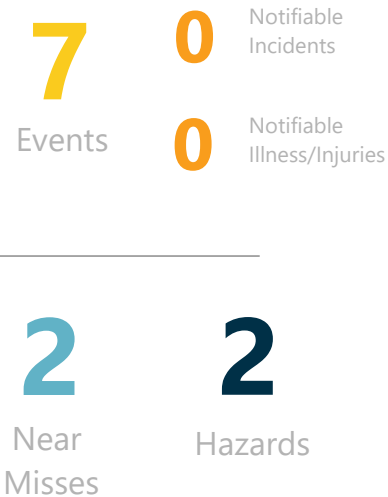 7
Events
0
Notifiable
Incidents
0
Notifiable
Illness/Injuries
2
Near
Misses
2
Hazards